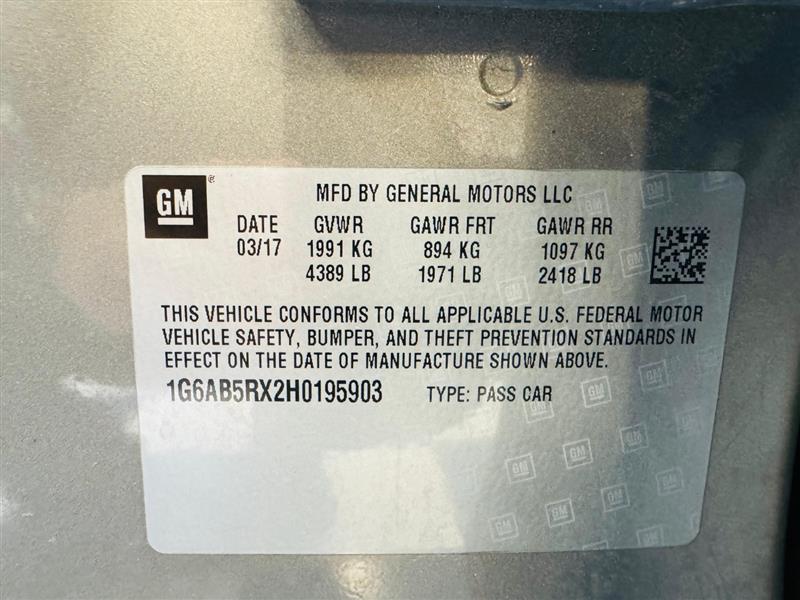 GM®
MFD BY GENERAL MOTORS LLC
DATE GVWR GAWR FRT GAWR RR
03/17 1991 KG 894 KG 1097 KG
4389 LB 1971 LB 2418 LB
THIS VEHICLE CONFORMS TO ALL APPLICABLE U.S. FEDERAL MOTOR
VEHICLE SAFETY, BUMPER, AND THEFT PREVENTION STANDARDS IN
EFFECT ON THE DATE OF MANUFACTURE SHOWN ABOVE.
1G6AB5RX2H0195903 TYPE: PASS CAR